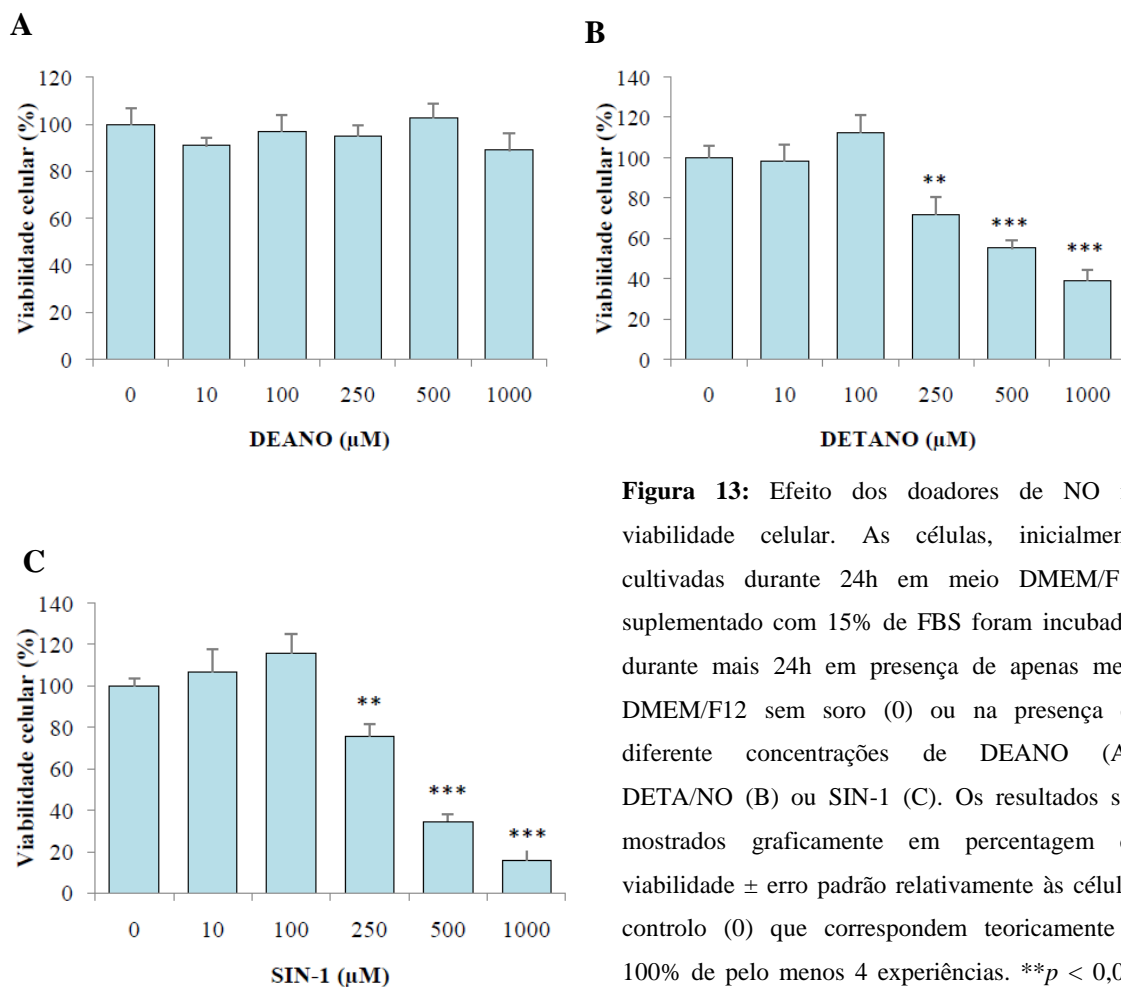 A
Viabilidade celular (%)
120
100
80
60
40
20
0
0 10 100 250 500 1000
DEANO (µM)
B
Viabilidade celular (%)
140
120
100
80
60
40
20
0
**
***
***
0 10 100 250 500 1000
DETANO (µM)
C
Viabilidade celular (%)
140
120
100
80
60
40
20
0
**
***
***
0 10 100 250 500 1000
SIN-1 (µM)
Figura 13: Efeito dos doadores de NO
viabilidade celular. As células, inicialmen
cultivadas durante 24h em meio DMEM/F
suplementado com 15% de FBS foram incubad
durante mais 24h em presença de apenas me
DMEM/F12 sem soro (0) ou na presença
diferente concentrações de DEANO (A
DETA/NO (B) ou SIN-1 (C). Os resultados s
mostrados graficamente em percentagem
viabilidade ± erro padrão relativamente às célul
controlo (0) que correspondem teoricamente
100% de pelo menos 4 experiências. **p < 0,0